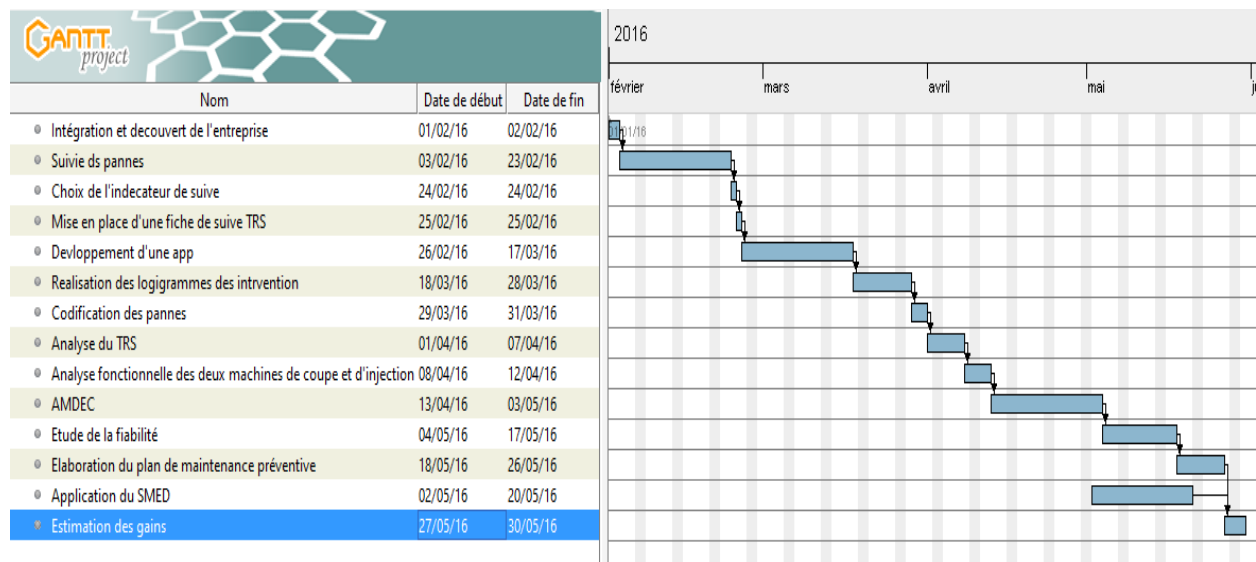 GANTT
project
2016
février mars avril mai
Nom Date de début Date de fin
Intégration et decouvert de l'entreprise 01/02/16 02/02/16
Suivie ds pannes 03/02/16 23/02/16
Choix de l'indecateur de suive 24/02/16 24/02/16
Mise en place d'une fiche de suive TRS 25/02/16 25/02/16
Devloppement d'une app 26/02/16 17/03/16
Realisation des logigrammes des intrvention 18/03/16 28/03/16
Codification des pannes 29/03/16 31/03/16
Analyse du TRS 01/04/16 07/04/16
Analyse fonctionnelle des deux machines de coupe et d'injection 08/04/16 12/04/16
AMDEC 13/04/16 03/05/16
Etude de la fiabilité 04/05/16 17/05/16
Elaboration du plan de maintenance préventive 18/05/16 26/05/16
Application du SMED 02/05/16 20/05/16
Estimation des gains 27/05/16 30/05/16